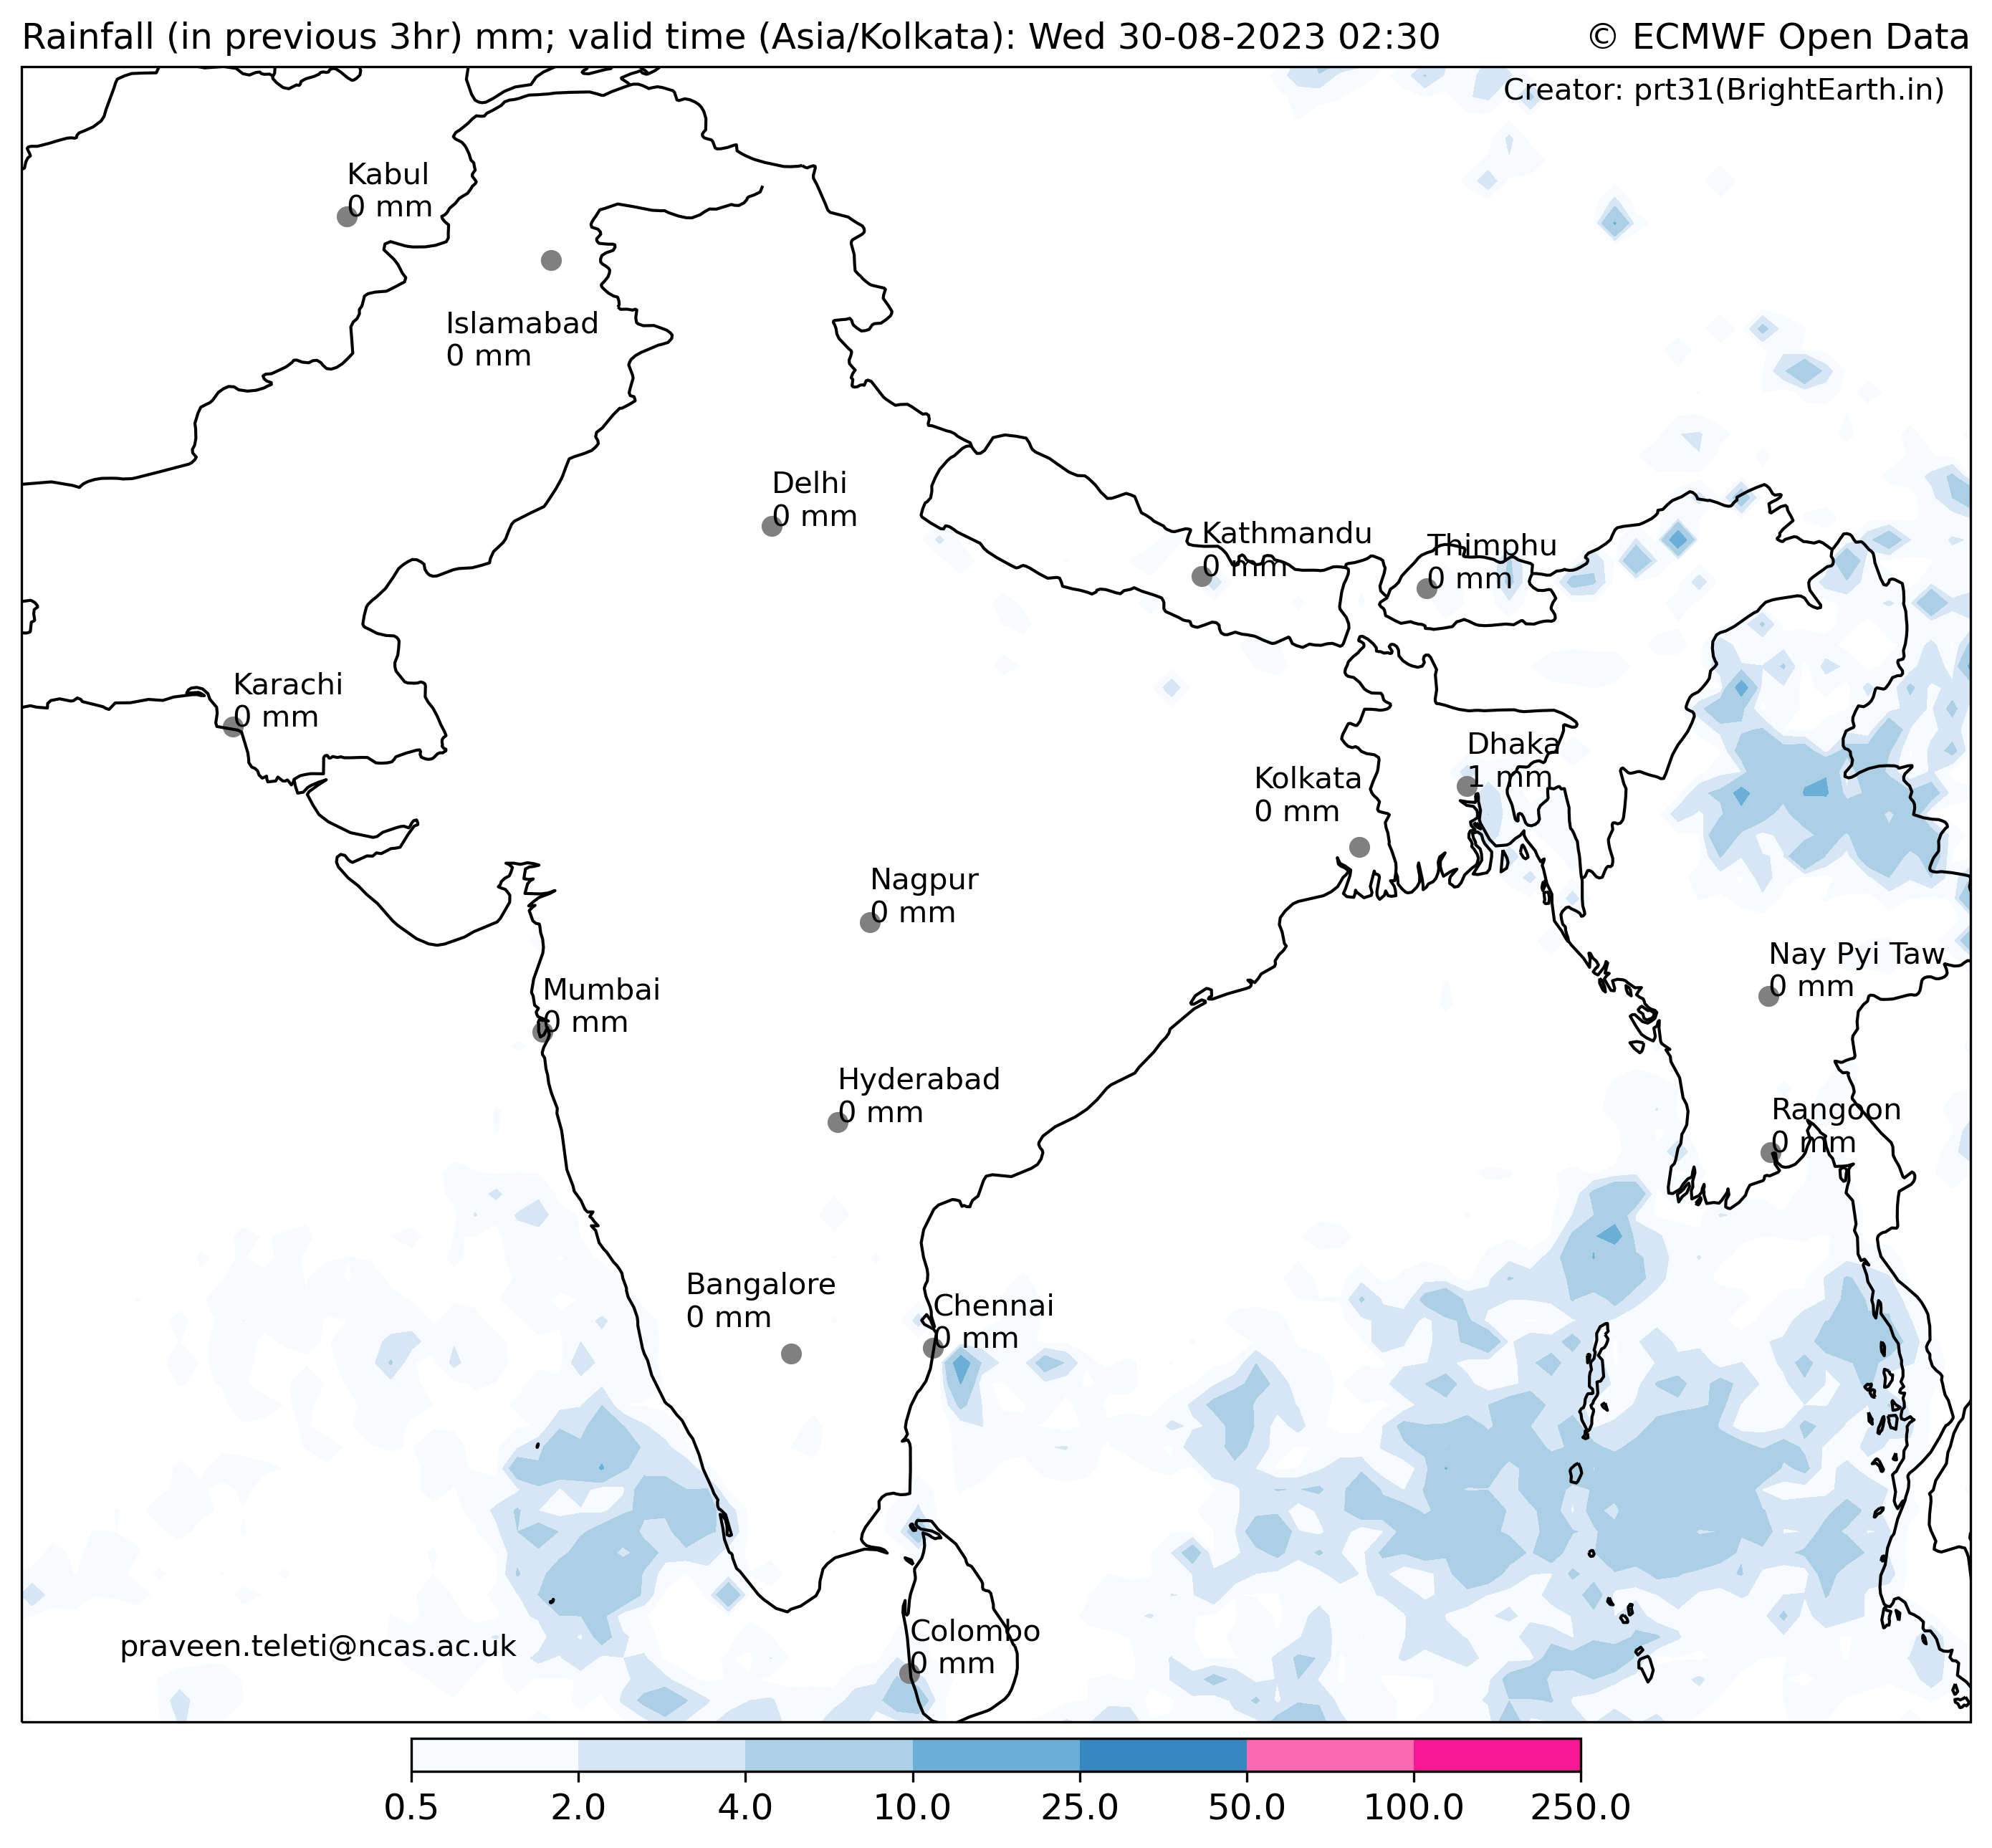 Rainfall (in previous 3hr) mm; valid time (Asia/Kolkata): Wed 30-08-2023 02:30
© ECMWF Open Data
Creator: prt31(BrightEarth.in)
Kabul
0 mm
Islamabad
0 mm
Delhi
0 mm
Kathmandu
0 mm
Thimphu
0 mm
Karachi
0 mm
Dhaka
1 mm
Kolkata
0 mm
Nagpur
0 mm
Nay Pyi Taw
0 mm
Mumbai
0 mm
Hyderabad
0 mm
Rangoon
0 mm
Bangalore
0 mm
Chennai
0 mm
Colombo
0 mm
praveen.teleti@ncas.ac.uk
0.5 2.0 4.0 10.0 25.0 50.0 100.0 250.0